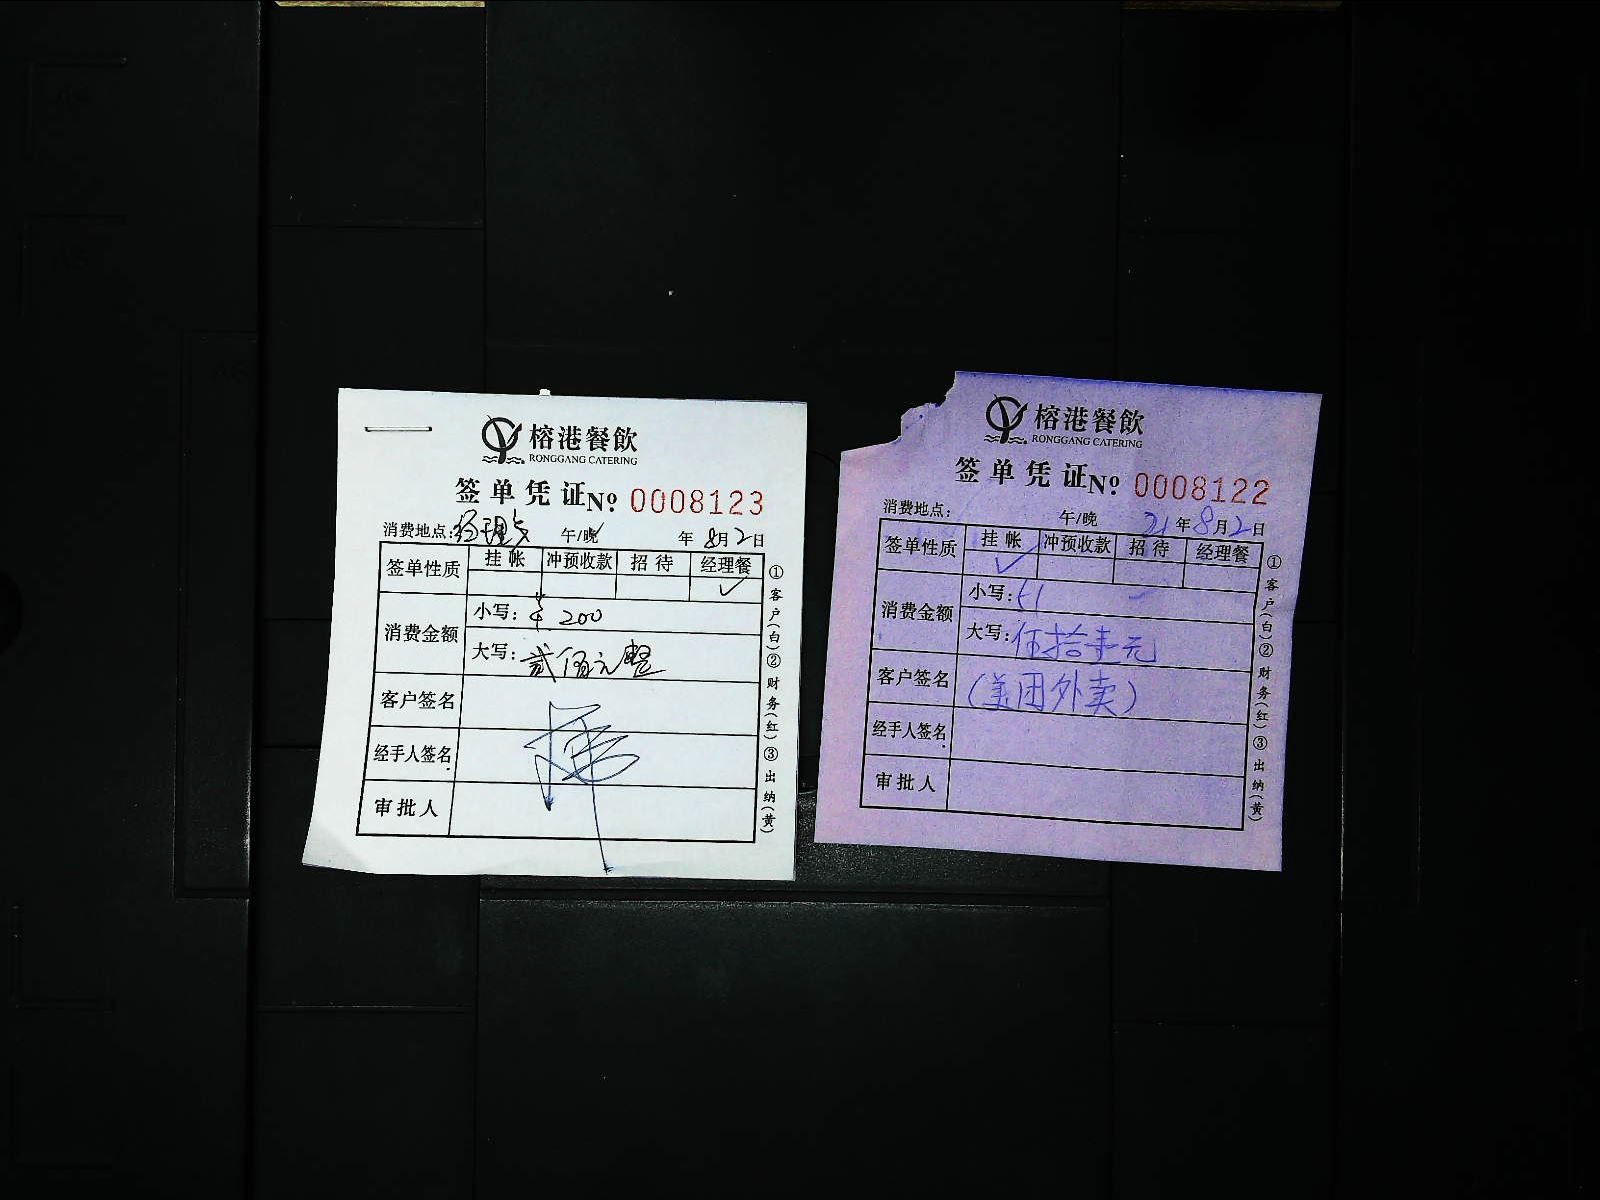 榕港餐飲
RONGGANG CATERING
签单凭证 №: 0008123
消费地点: 经理 午/晚 年 8月2日
签单性质 挂帐 冲预收款 招待 经理餐
✓
消费金额 小写: ¥ 200
大写: 贰佰元整
客户签名
经手人签名
审批人
①客户(白)②财务(红)③出纳(黄)
榕港餐飲
RONGGANG CATERING
签单凭证 №: 0008122
消费地点: 午/晚 21年8月2日
签单性质 挂帐 冲预收款 招待 经理餐
✓
消费金额 小写: 51
大写: 伍拾壹元
客户签名 (美团外卖)
经手人签名
审批人
①客户(白)②财务(红)③出纳(黄)